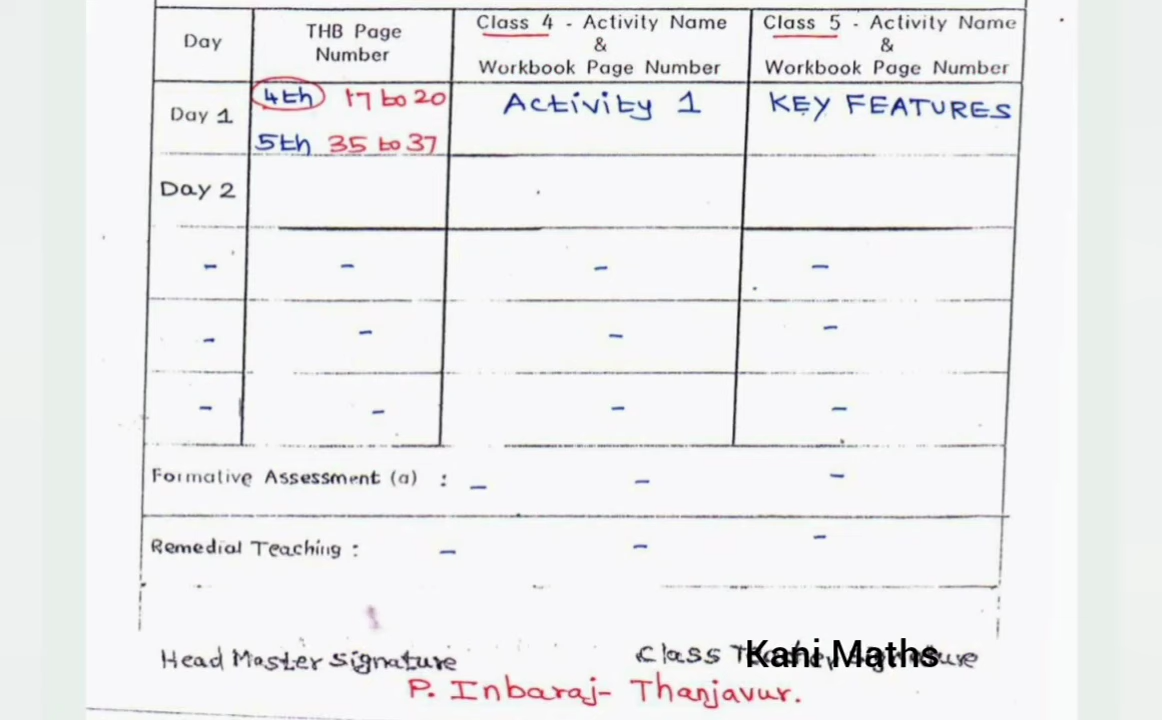 Day
THB Page
Number
Class 4 - Activity Name
&
Workbook Page Number
Class 5 - Activity Name
&
Workbook Page Number
Day 1
4th 17 to 20
5th 35 to 37
Activity 1
KEY FEATURES
Day 2
- - - -
- - - -
- - - -
Formative Assessment (a) : - - -
Remedial Teaching : - - -
Head Master Signature
Class
Kani Maths
P. Inbaraj- Thanjavur.